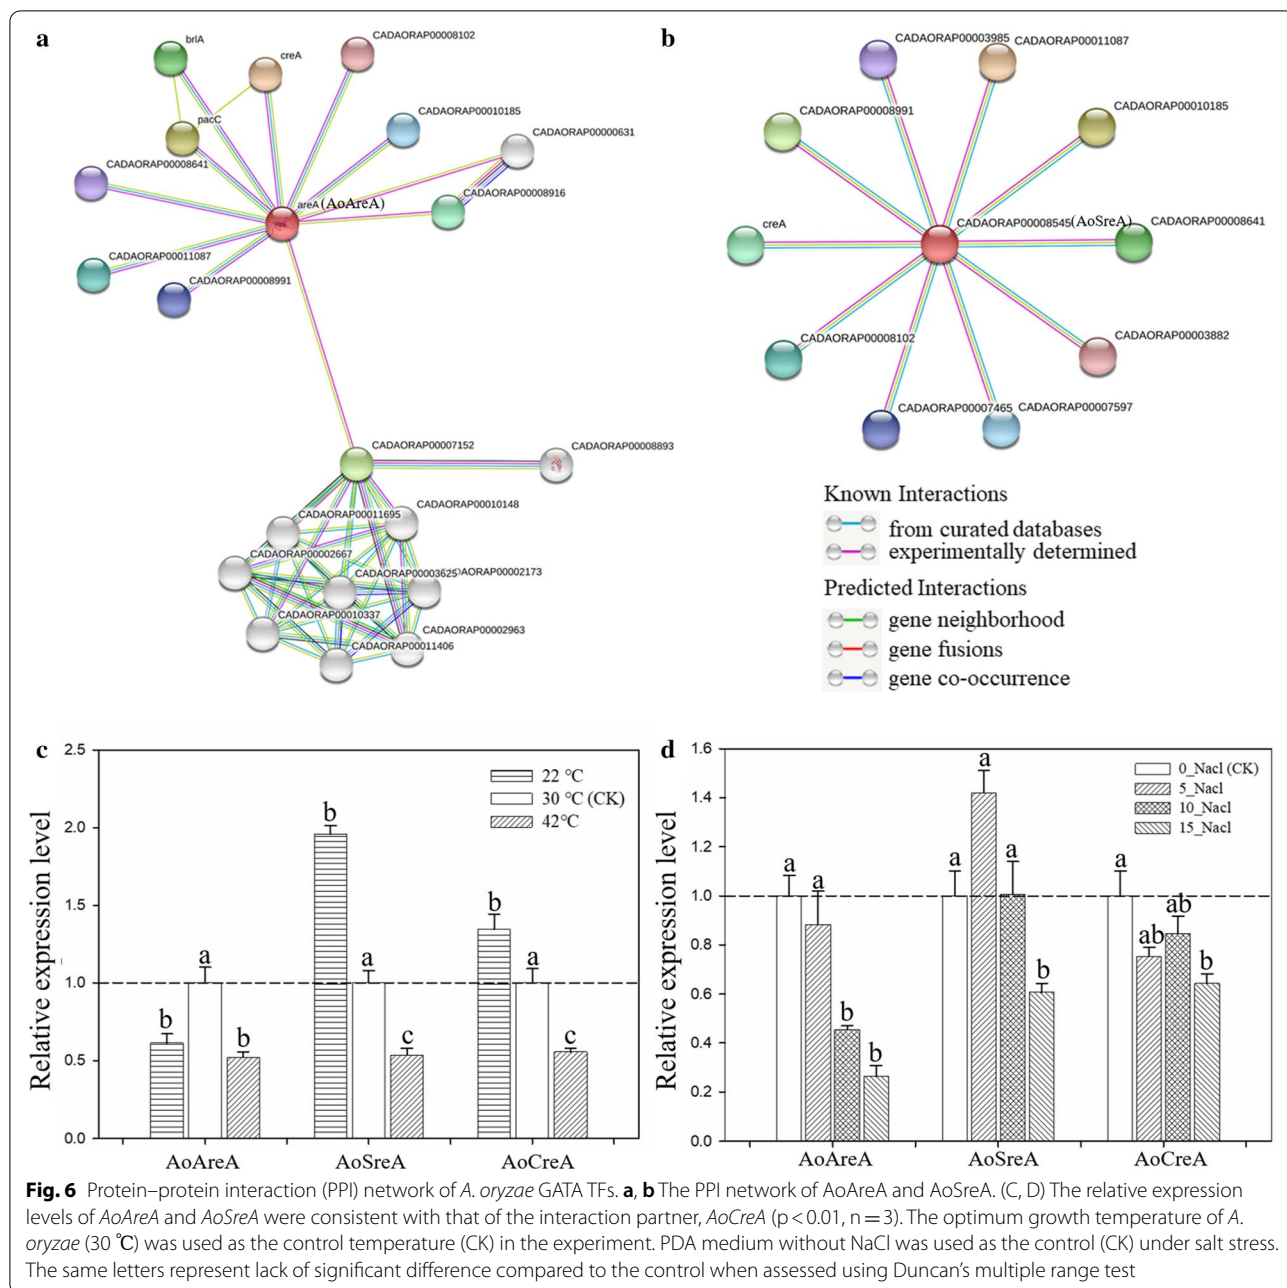 a
brlA
creA
CADAORAP00008102
pacC
CADAORAP00010185
CADAORAP00000631
CADAORAP00008641
areA (AoAreA)
CADAORAP00008916
CADAORAP00011087
CADAORAP00008991
CADAORAP00007152
CADAORAP00008893
CADAORAP00010148
CADAORAP00011695
CADAORAP00002667
CADAORAP00003625
DAORAP00002173
CADAORAP00010337
CADAORAP00002963
CADAORAP00011406
b
CADAORAP00003985
CADAORAP00011087
CADAORAP00008991
CADAORAP00010185
creA
CADAORAP00008545(AoSreA)
CADAORAP00008641
CADAORAP00008102
CADAORAP00003882
CADAORAP00007465
CADAORAP00007597
Known Interactions
from curated databases
experimentally determined
Predicted Interactions
gene neighborhood
gene fusions
gene co-occurrence
c
Relative expression level
2.5
2.0
1.5
1.0
0.5
0.0
22 °C
30 °C (CK)
42°C
b
a
b
b
a
c
b
a
c
AoAreA
AoSreA
AoCreA
d
Relative expression level
1.6
1.4
1.2
1.0
0.8
0.6
0.4
0.2
0.0
0_Nacl (CK)
5_Nacl
10_Nacl
15_Nacl
a
a
b
b
a
a
a
b
a
ab
ab
b
AoAreA
AoSreA
AoCreA
Fig. 6 Protein–protein interaction (PPI) network of A. oryzae GATA TFs. a, b The PPI network of AoAreA and AoSreA. (C, D) The relative expression
levels of AoAreA and AoSreA were consistent with that of the interaction partner, AoCreA (p < 0.01, n = 3). The optimum growth temperature of A.
oryzae (30 ℃) was used as the control temperature (CK) in the experiment. PDA medium without NaCl was used as the control (CK) under salt stress.
The same letters represent lack of significant difference compared to the control when assessed using Duncan's multiple range test